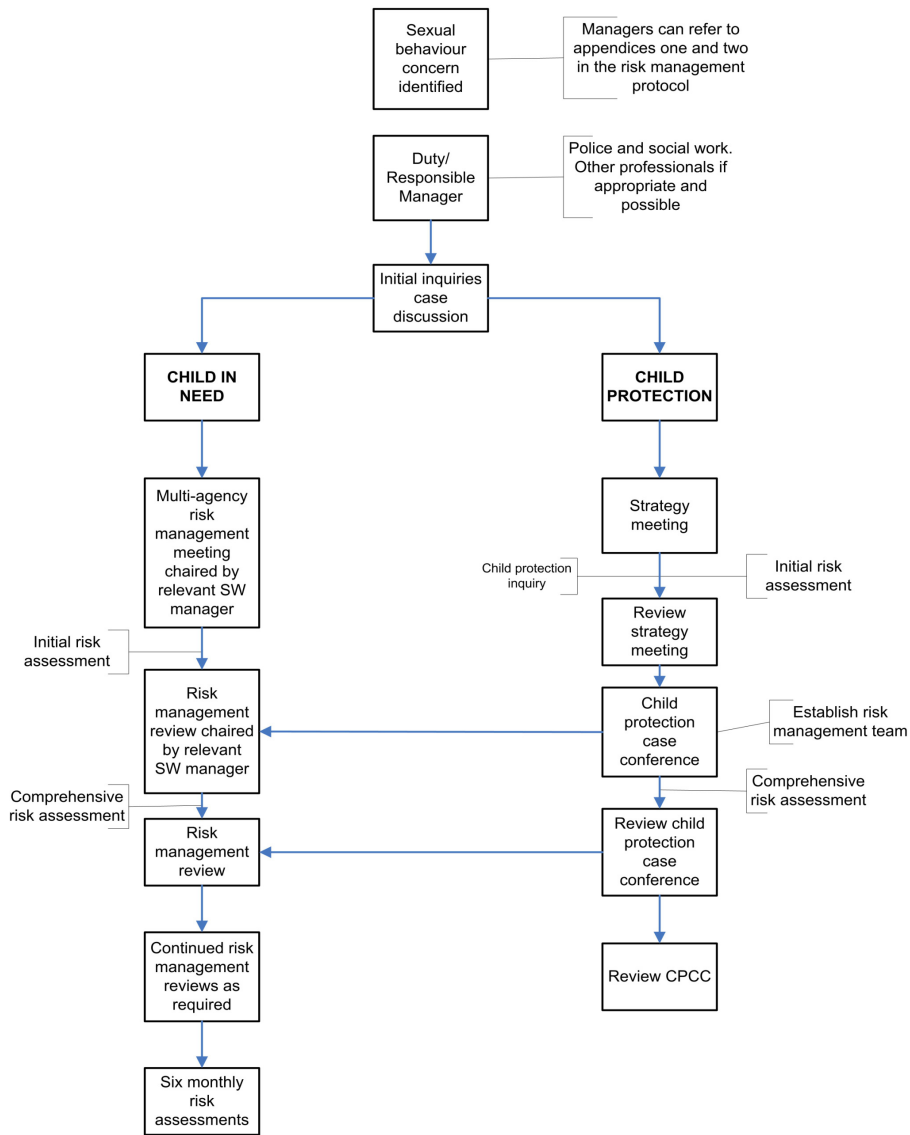 Sexual
behaviour
concern
identified
Managers can refer to
appendices one and two
in the risk management
protocol
Duty/
Responsible
Manager
Police and social work.
Other professionals if
appropriate and
possible
Initial inquiries
case
discussion
CHILD IN
NEED
CHILD
PROTECTION
Multi-agency
risk
management
meeting
chaired by
relevant SW
manager
Strategy
meeting
Child protection
inquiry
Initial risk
assessment
Review
strategy
meeting
Initial risk
assessment
Risk
management
review chaired
by relevant
SW manager
Child
protection
case
conference
Establish risk
management team
Comprehensive
risk assessment
Comprehensive
risk assessment
Risk
management
review
Review child
protection
case
conference
Continued risk
management
reviews as
required
Review CPCC
Six monthly
risk
assessments